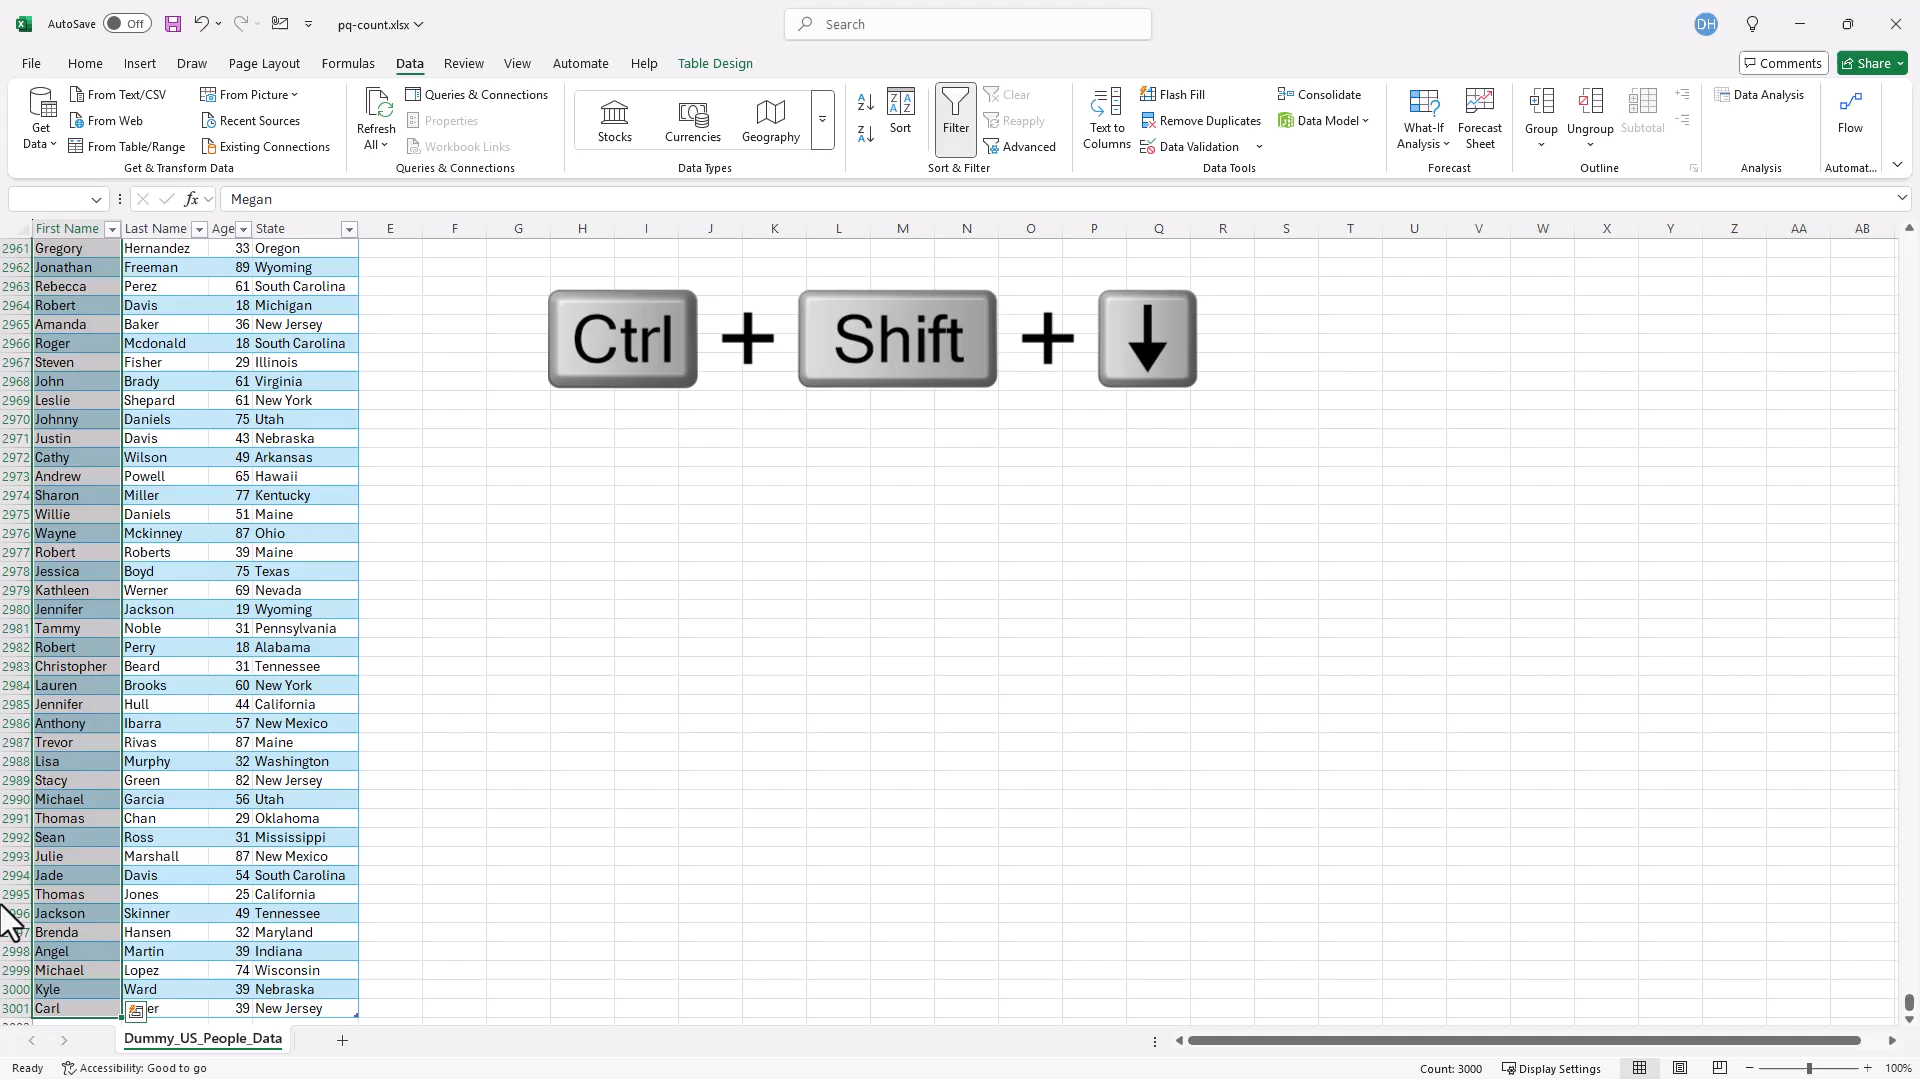 AutoSave Off pq-count.xlsx Search DH
File Home Insert Draw Page Layout Formulas Data Review View Automate Help Table Design Comments Share
Get Data From Text/CSV From Picture
From Web Recent Sources
From Table/Range Existing Connections
Get & Transform Data
Refresh All Queries & Connections
Properties
Workbook Links
Queries & Connections
Stocks Currencies Geography
Data Types
Sort Filter Clear
Reapply
Advanced
Sort & Filter
Text to Columns Flash Fill Consolidate
Remove Duplicates Data Model
Data Validation
Data Tools
What-If Analysis Forecast Sheet
Forecast
Group Ungroup Subtotal
Outline
Data Analysis
Analysis
Flow
Automat...
fx Megan
First Name Last Name Age State E F G H I J K L M N O P Q R S T U V W X Y Z AA AB
2961 Gregory Hernandez 33 Oregon
2962 Jonathan Freeman 89 Wyoming
2963 Rebecca Perez 61 South Carolina
2964 Robert Davis 18 Michigan
2965 Amanda Baker 36 New Jersey
2966 Roger Mcdonald 18 South Carolina
2967 Steven Fisher 29 Illinois
2968 John Brady 61 Virginia
2969 Leslie Shepard 61 New York
2970 Johnny Daniels 75 Utah
2971 Justin Davis 43 Nebraska
2972 Cathy Wilson 49 Arkansas
2973 Andrew Powell 65 Hawaii
2974 Sharon Miller 77 Kentucky
2975 Willie Daniels 51 Maine
2976 Wayne Mckinney 87 Ohio
2977 Robert Roberts 39 Maine
2978 Jessica Boyd 75 Texas
2979 Kathleen Werner 69 Nevada
2980 Jennifer Jackson 19 Wyoming
2981 Tammy Noble 31 Pennsylvania
2982 Robert Perry 18 Alabama
2983 Christopher Beard 31 Tennessee
2984 Lauren Brooks 60 New York
2985 Jennifer Hull 44 California
2986 Anthony Ibarra 57 New Mexico
2987 Trevor Rivas 87 Maine
2988 Lisa Murphy 32 Washington
2989 Stacy Green 82 New Jersey
2990 Michael Garcia 56 Utah
2991 Thomas Chan 29 Oklahoma
2992 Sean Ross 31 Mississippi
2993 Julie Marshall 87 New Mexico
2994 Jade Davis 54 South Carolina
2995 Thomas Jones 25 California
Jackson Skinner 49 Tennessee
Brenda Hansen 32 Maryland
2998 Angel Martin 39 Indiana
2999 Michael Lopez 74 Wisconsin
3000 Kyle Ward 39 Nebraska
3001 Carl 39 New Jersey
Ctrl + Shift + ↓
Dummy_US_People_Data
Ready Accessibility: Good to go Count: 3000 Display Settings 100%